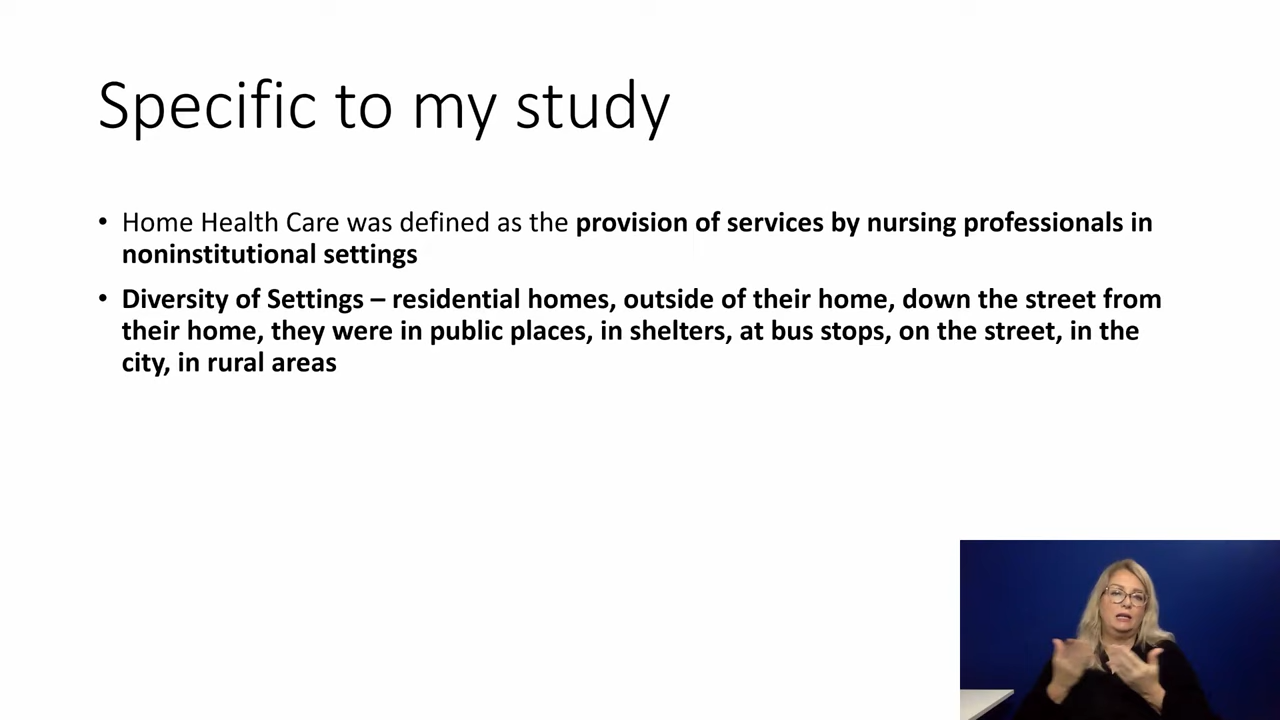 Specific to my study
• Home Health Care was defined as the provision of services by nursing professionals in
noninstitutional settings
• Diversity of Settings – residential homes, outside of their home, down the street from
their home, they were in public places, in shelters, at bus stops, on the street, in the
city, in rural areas